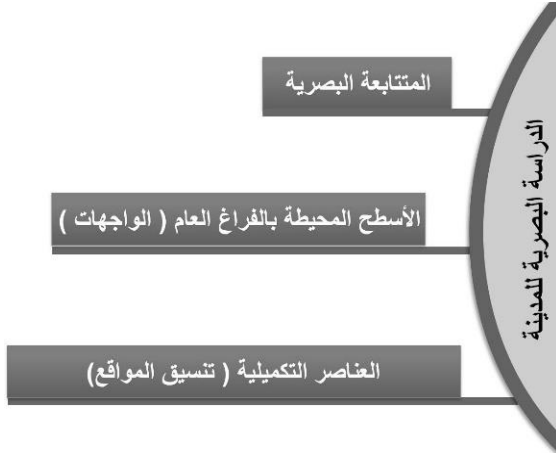 الدراسة البصرية للمدينة
المتتابعة البصرية
الأسطح المحيطة بالفراغ العام ( الواجهات )
العناصر التكميلية ( تنسيق المواقع)